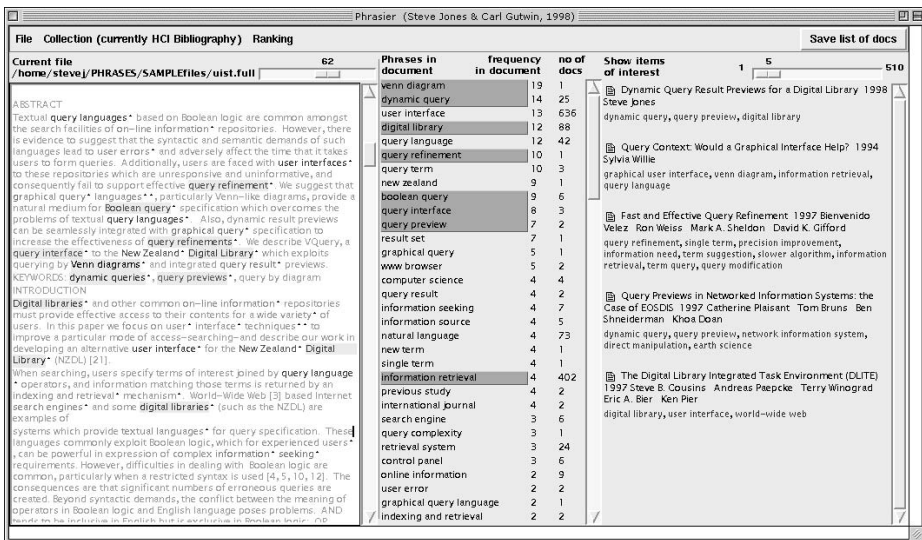 Phrasier (Steve Jones & Carl Gutwin, 1998)
File Collection (currently HCI Bibliography) Ranking
Save list of docs
Current file
/home/stevej/PHRASES/SAMPLEfiles/uist.full
62
ABSTRACT
Textual query languages* based on Boolean logic are common amongst
the search facilities of on-line information* repositories. However, there
is evidence to suggest that the syntactic and semantic demands of such
languages lead to user errors* and adversely affect the time that it takes
users to form queries. Additionally, users are faced with user interfaces*
to these repositories which are unresponsive and uninformative, and
consequently fail to support effective query refinement*. We suggest that
graphical query* languages**, particularly Venn-like diagrams, provide a
natural medium for Boolean query* specification which overcomes the
problems of textual query languages*. Also, dynamic result previews
can be seamlessly integrated with graphical query* specification to
increase the effectiveness of query refinements*. We describe VQuery, a
query interface* to the New Zealand* Digital Library* which exploits
querying by Venn diagrams* and integrated query result* previews.
KEYWORDS: dynamic queries*, query previews*, query by diagram
INTRODUCTION
Digital libraries* and other common on-line information* repositories
must provide effective access to their contents for a wide variety* of
users. In this paper we focus on user* interface* techniques** to
improve a particular mode of access-searching-and describe our work in
developing an alternative user interface* for the New Zealand* Digital
Library* (NZDL) [21].
When searching, users specify terms of interest joined by query language
* operators, and information matching those terms is returned by an
indexing and retrieval* mechanism*. World-Wide Web [3] based Internet
search engines* and some digital libraries* (such as the NZDL) are
examples of
systems which provide textual languages* for query specification. These
languages commonly exploit Boolean logic, which for experienced users*
, can be powerful in expression of complex information* seeking*
requirements. However, difficulties in dealing with Boolean logic are
common, particularly when a restricted syntax is used [4, 5, 10, 12]. The
consequences are that significant numbers of erroneous queries are
created. Beyond syntactic demands, the conflict between the meaning of
operators in Boolean logic and English language poses problems. AND
tends to be inclusive in English but is exclusive in Boolean logic; OR
Phrases in document frequency in document no of docs
venn diagram 19 1
dynamic query 14 25
user interface 13 636
digital library 12 88
query language 12 42
query refinement 10 1
query term 10 3
new zealand 9 1
boolean query 9 6
query interface 8 3
query preview 7 2
result set 7 1
graphical query 5 1
www browser 5 2
computer science 4 4
query result 4 2
information seeking 4 7
information source 4 5
natural language 4 73
new term 4 1
single term 4 1
information retrieval 4 402
previous study 4 2
international journal 4 2
search engine 3 6
query complexity 3 1
retrieval system 3 24
control panel 3 6
online information 2 9
user error 2 2
graphical query language 2 1
indexing and retrieval 2 2
Show items
of interest
1 5 510
Dynamic Query Result Previews for a Digital Library 1998
Steve Jones
dynamic query, query preview, digital library
Query Context: Would a Graphical Interface Help? 1994
Sylvia Willie
graphical user interface, venn diagram, information retrieval,
query language
Fast and Effective Query Refinement 1997 Bienvenido
Velez Ron Weiss Mark A. Sheldon David K. Gifford
query refinement, single term, precision improvement,
information need, term suggestion, slower algorithm, information
retrieval, term query, query modification
Query Previews in Networked Information Systems: the
Case of EOSDIS 1997 Catherine Plaisant Tom Bruns Ben
Shneiderman Khoa Doan
dynamic query, query preview, network information system,
direct manipulation, earth science
The Digital Library Integrated Task Environment (DLITE)
1997 Steve B. Cousins Andreas Paepcke Terry Winograd
Eric A. Bier Ken Pier
digital library, user interface, world-wide web